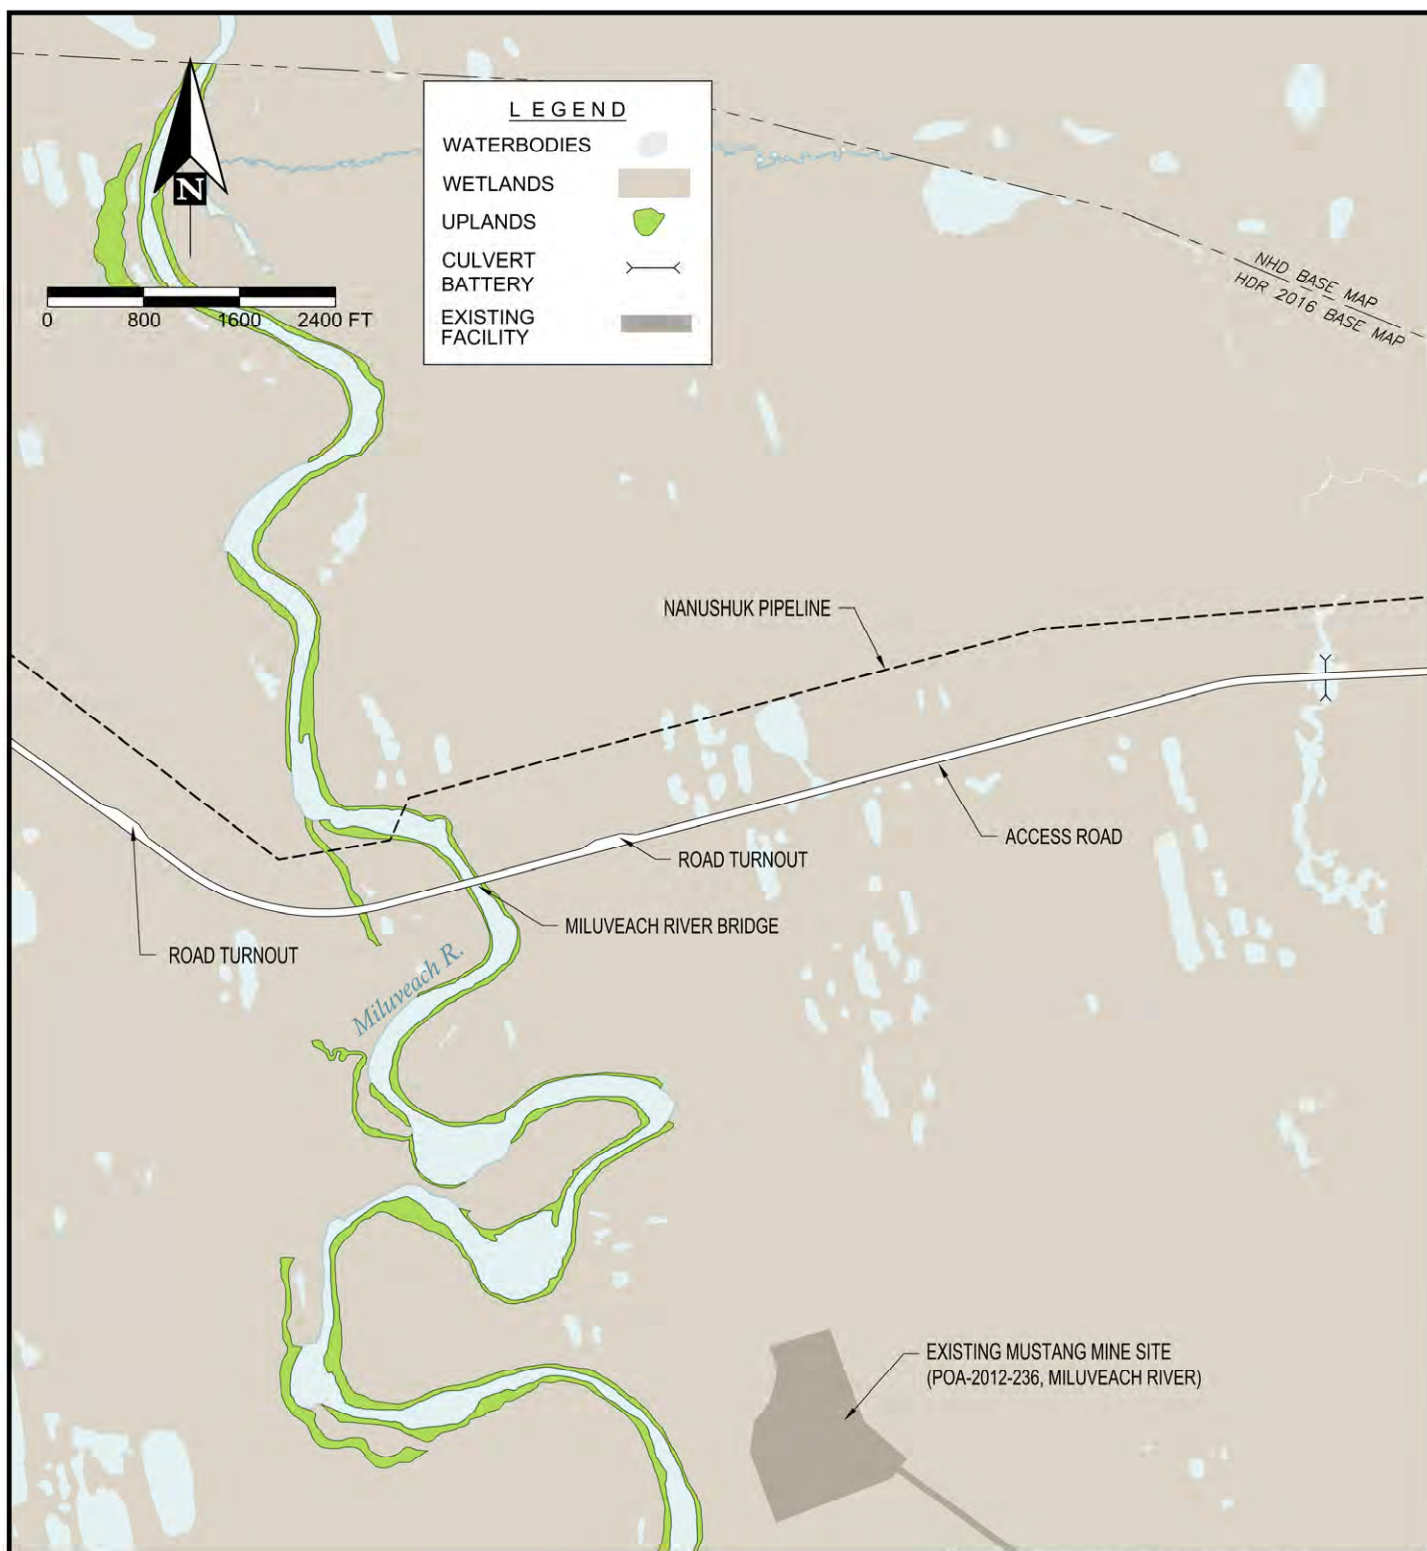 L E G E N D
WATERBODIES
WETLANDS
UPLANDS
CULVERT
BATTERY
EXISTING
FACILITY
N
0 800 1600 2400 FT
NHD BASE MAP
HDR 2016 BASE MAP
NANUSHUK PIPELINE
ACCESS ROAD
ROAD TURNOUT
MILUVEACH RIVER BRIDGE
ROAD TURNOUT
Miluveach R.
EXISTING MUSTANG MINE SITE
(POA-2012-236, MILUVEACH RIVER)